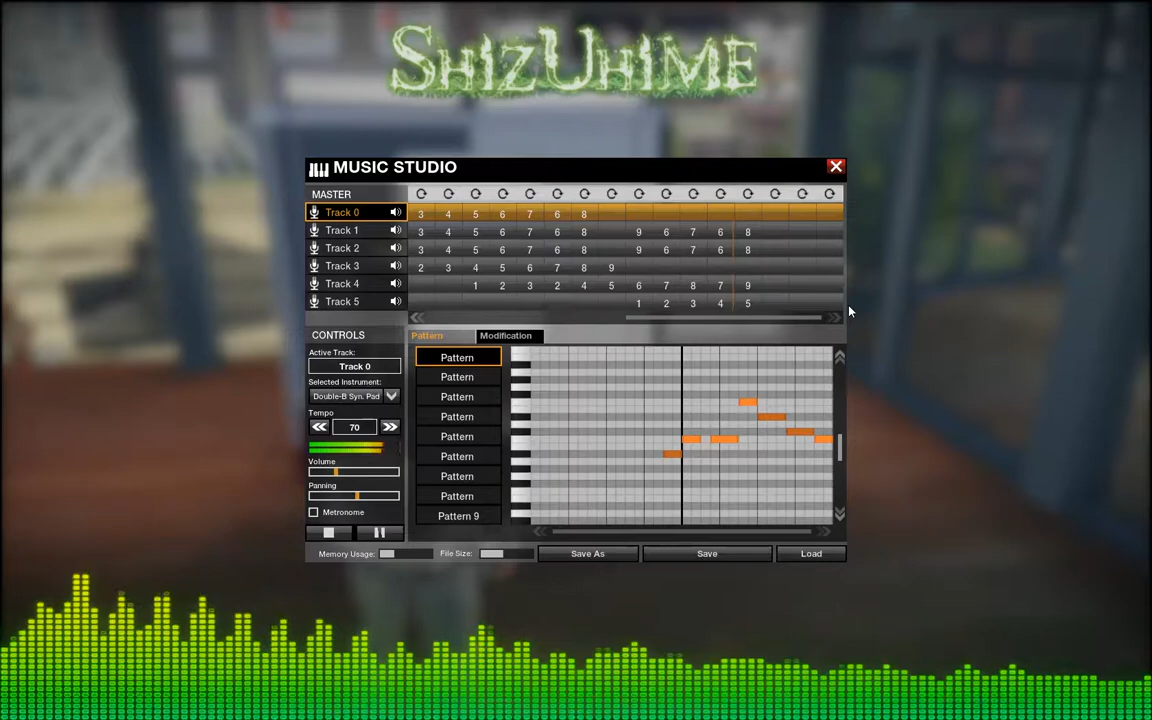 SHIZUHIME
MUSIC STUDIO
MASTER
Track 0 3 4 5 6 7 6 8
Track 1 3 4 5 6 7 6 8 9 6 7 6 8
Track 2 3 4 5 6 7 6 8 9 6 7 6 8
Track 3 2 3 4 5 6 7 8 9
Track 4 1 2 3 2 4 5 6 7 8 7 9
Track 5 1 2 3 4 5
CONTROLS
Pattern Modification
Active Track:
Track 0
Selected Instrument:
Double-B Syn. Pad
Tempo
70
Volume
Panning
Metronome
Pattern
Pattern
Pattern
Pattern
Pattern
Pattern
Pattern
Pattern
Pattern 9
Memory Usage: File Size: Save As Save Load